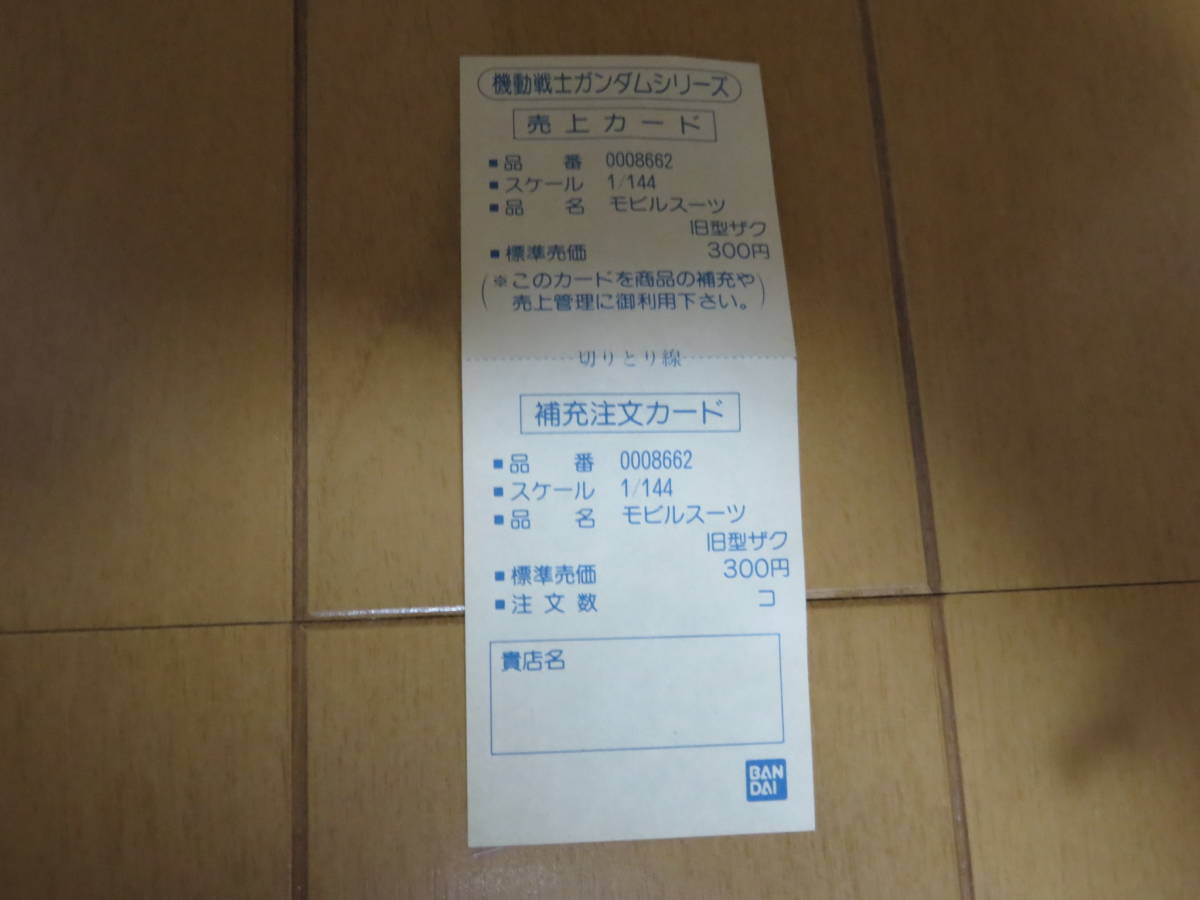 機動戦士ガンダムシリーズ
売上カード
■品　番 0008662
■スケール 1/144
■品　名 モビルスーツ
旧型ザク
■標準売価 300円
(※このカードを商品の補充や
売上管理に御利用下さい。)
切りとり線
補充注文カード
■品　番 0008662
■スケール 1/144
■品　名 モビルスーツ
旧型ザク
■標準売価 300円
■注文数 コ
貴店名
BAN
DAI